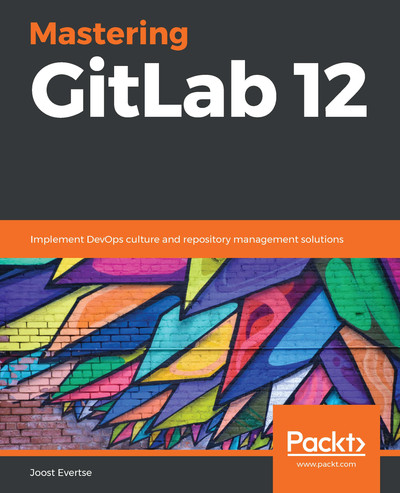 Mastering
GitLab 12
Implement DevOps culture and repository management solutions
Packt>
www.packt.com
Joost Evertse